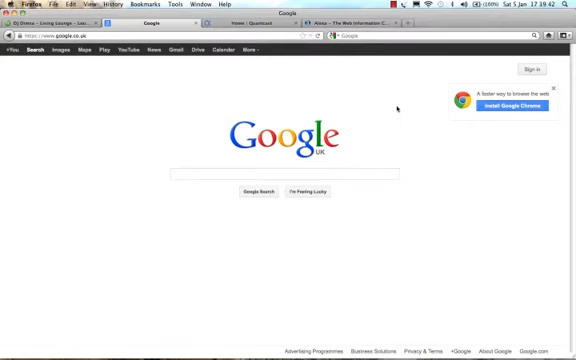 Firefox File Edit View History Bookmarks Tools Window Help (100%) Sat 5 Jan 17:39:42
Google
Google Home | Quantcast Alexa – The Web Information C...
https://www.google.co.uk Google
+You Search Images Maps Play YouTube News Gmail Drive Calendar More
Sign in
A faster way to browse the web
Install Google Chrome
Google
UK
Google Search I'm Feeling Lucky
Advertising Programmes Business Solutions Privacy & Terms +Google About Google Google.com